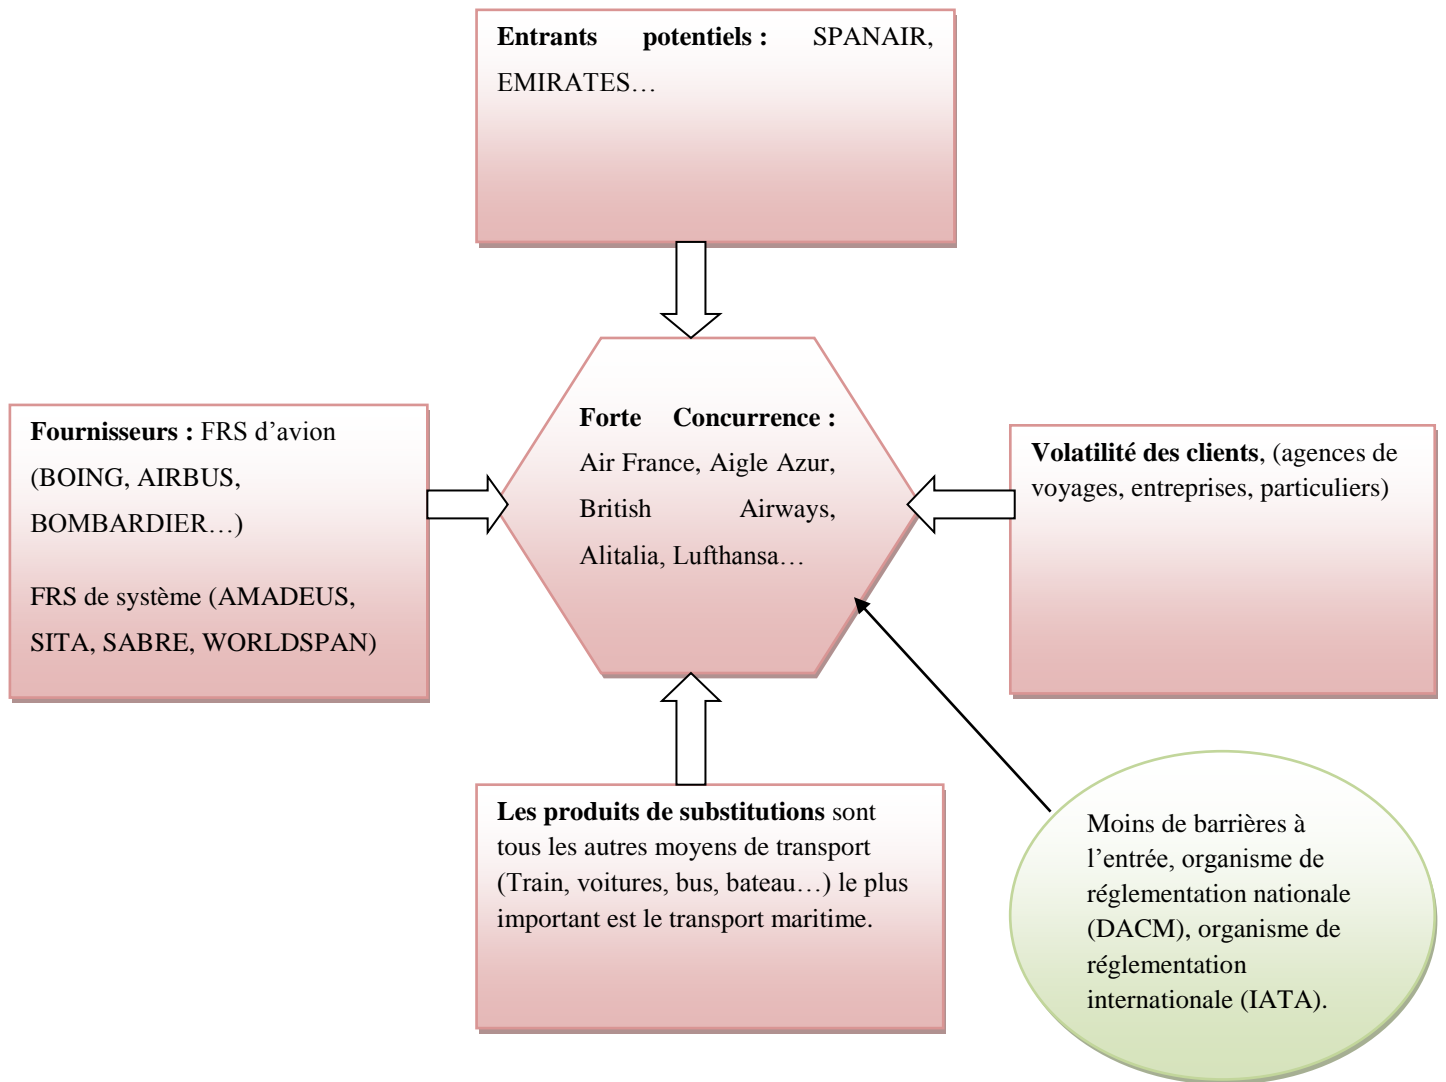 Entrants potentiels : SPANAIR,
EMIRATES…
Forte Concurrence :
Air France, Aigle Azur,
British Airways,
Alitalia, Lufthansa…
Fournisseurs : FRS d’avion
(BOING, AIRBUS,
BOMBARDIER…)
FRS de système (AMADEUS,
SITA, SABRE, WORLDSPAN)
Volatilité des clients, (agences de
voyages, entreprises, particuliers)
Les produits de substitutions sont
tous les autres moyens de transport
(Train, voitures, bus, bateau…) le plus
important est le transport maritime.
Moins de barrières à
l’entrée, organisme de
réglementation nationale
(DACM), organisme de
réglementation
internationale (IATA).